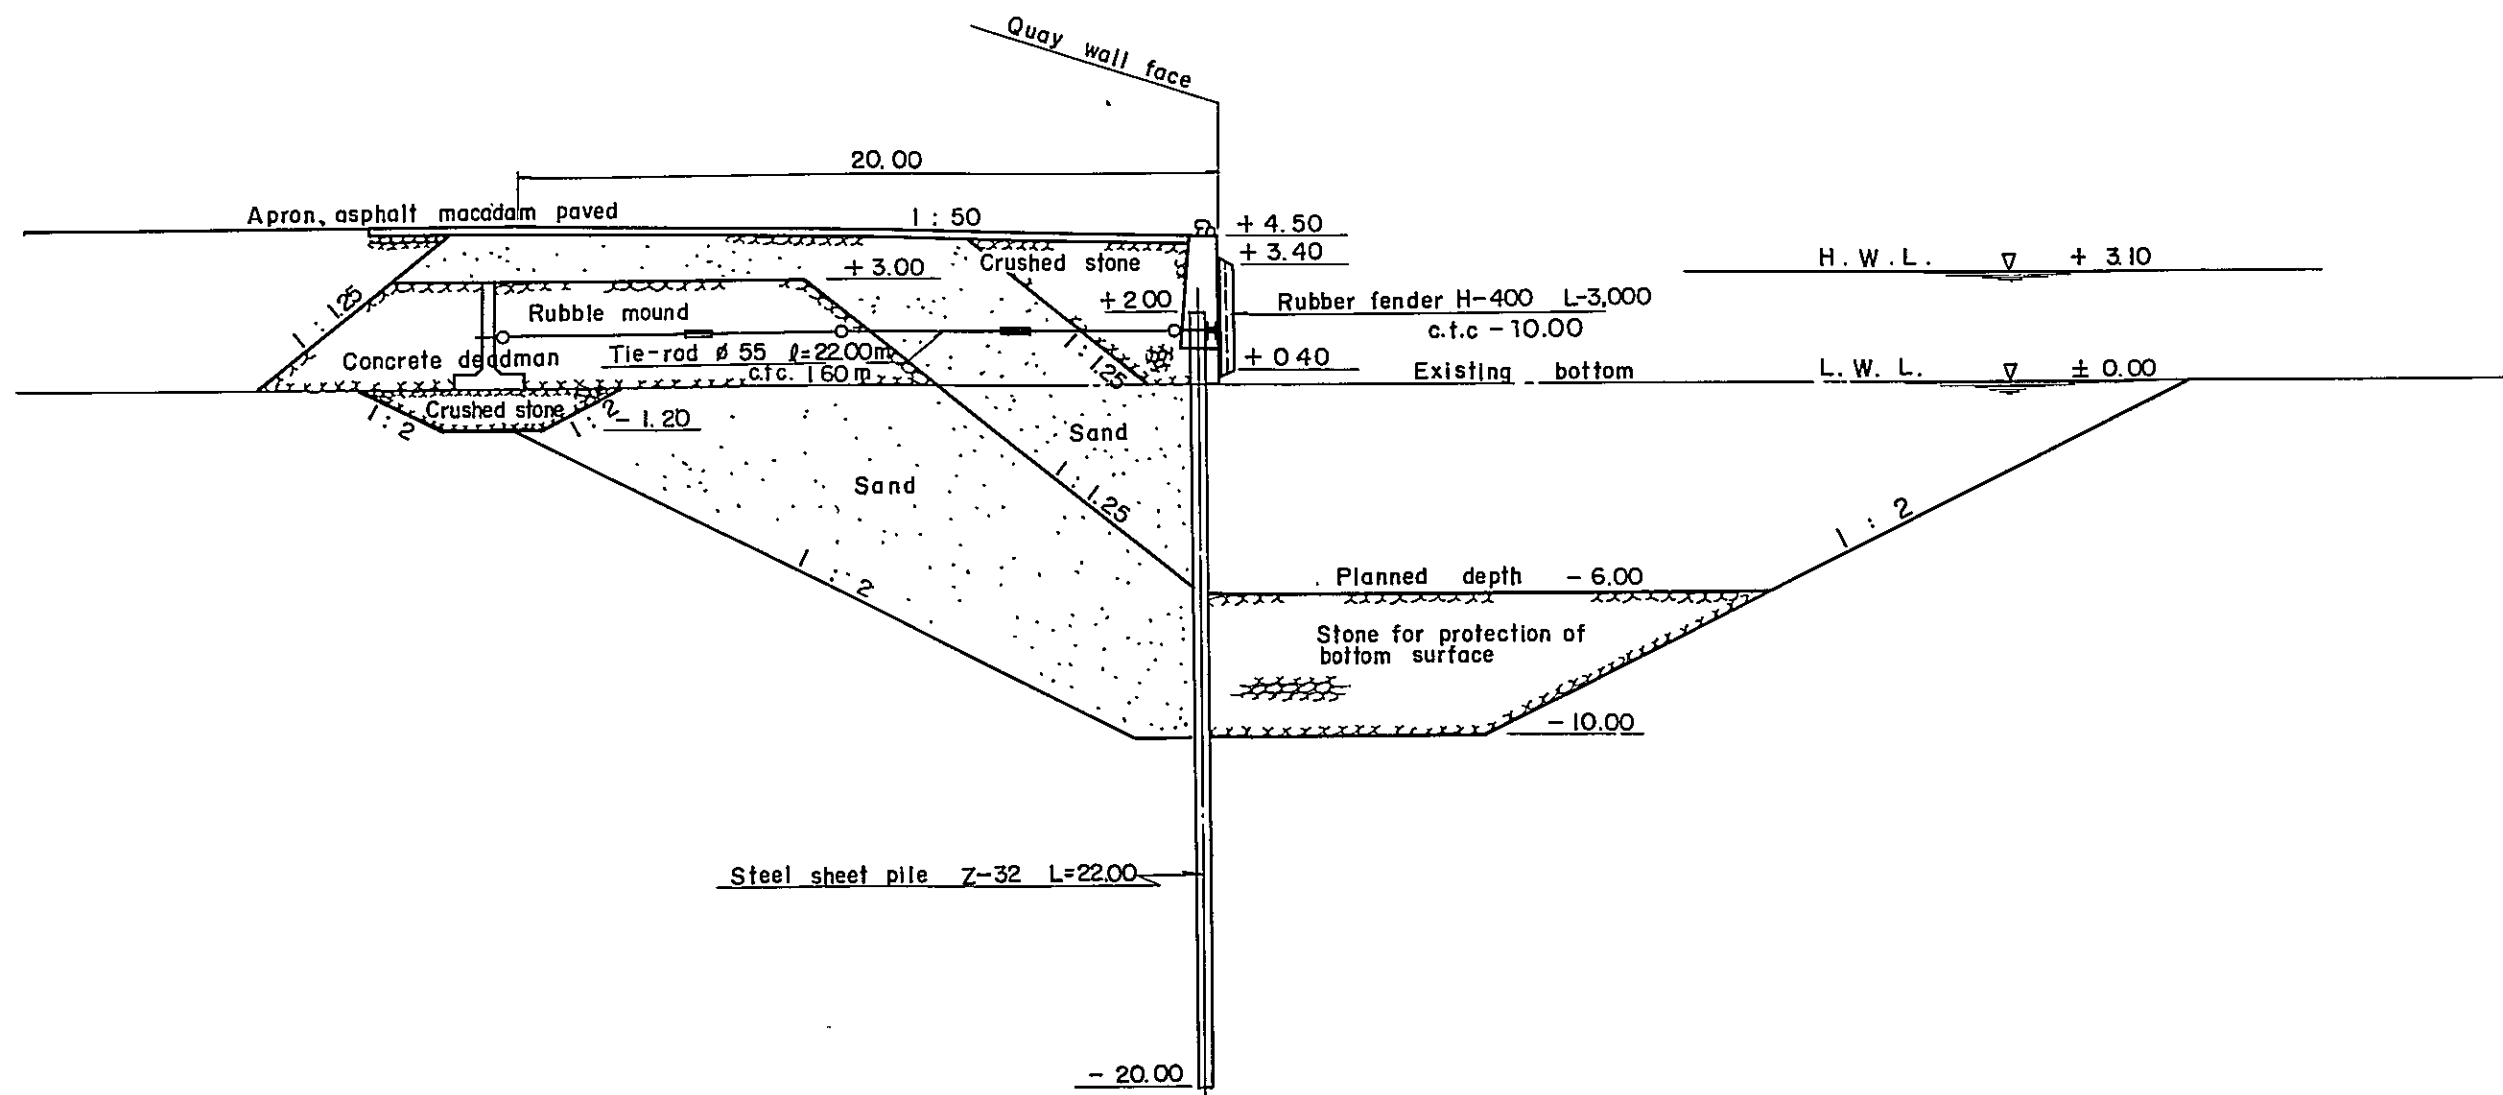 Quay wall face
20.00
Apron, asphalt macadam paved
1 : 50
+ 4.50
+ 3.40
H.W.L. ▽ + 3.10
+ 3.00
Crushed stone
1 : 1.25
Rubble mound
+ 2.00
Rubber fender H-400 L-3,000
c.t.c - 10.00
Concrete deadman
Tie-rod ø 55 ℓ=22.00m
c.t.c. 1.60 m
1 : 1.25
+ 0.40
Existing bottom
L.W.L. ▽ ± 0.00
1 : 2
Crushed stone
1 : 2
- 1.20
Sand
Sand
1 : 1.25
1 : 2
1 : 2
Planned depth - 6.00
Stone for protection of
bottom surface
- 10.00
Steel sheet pile Z-32 L=22.00
- 20.00